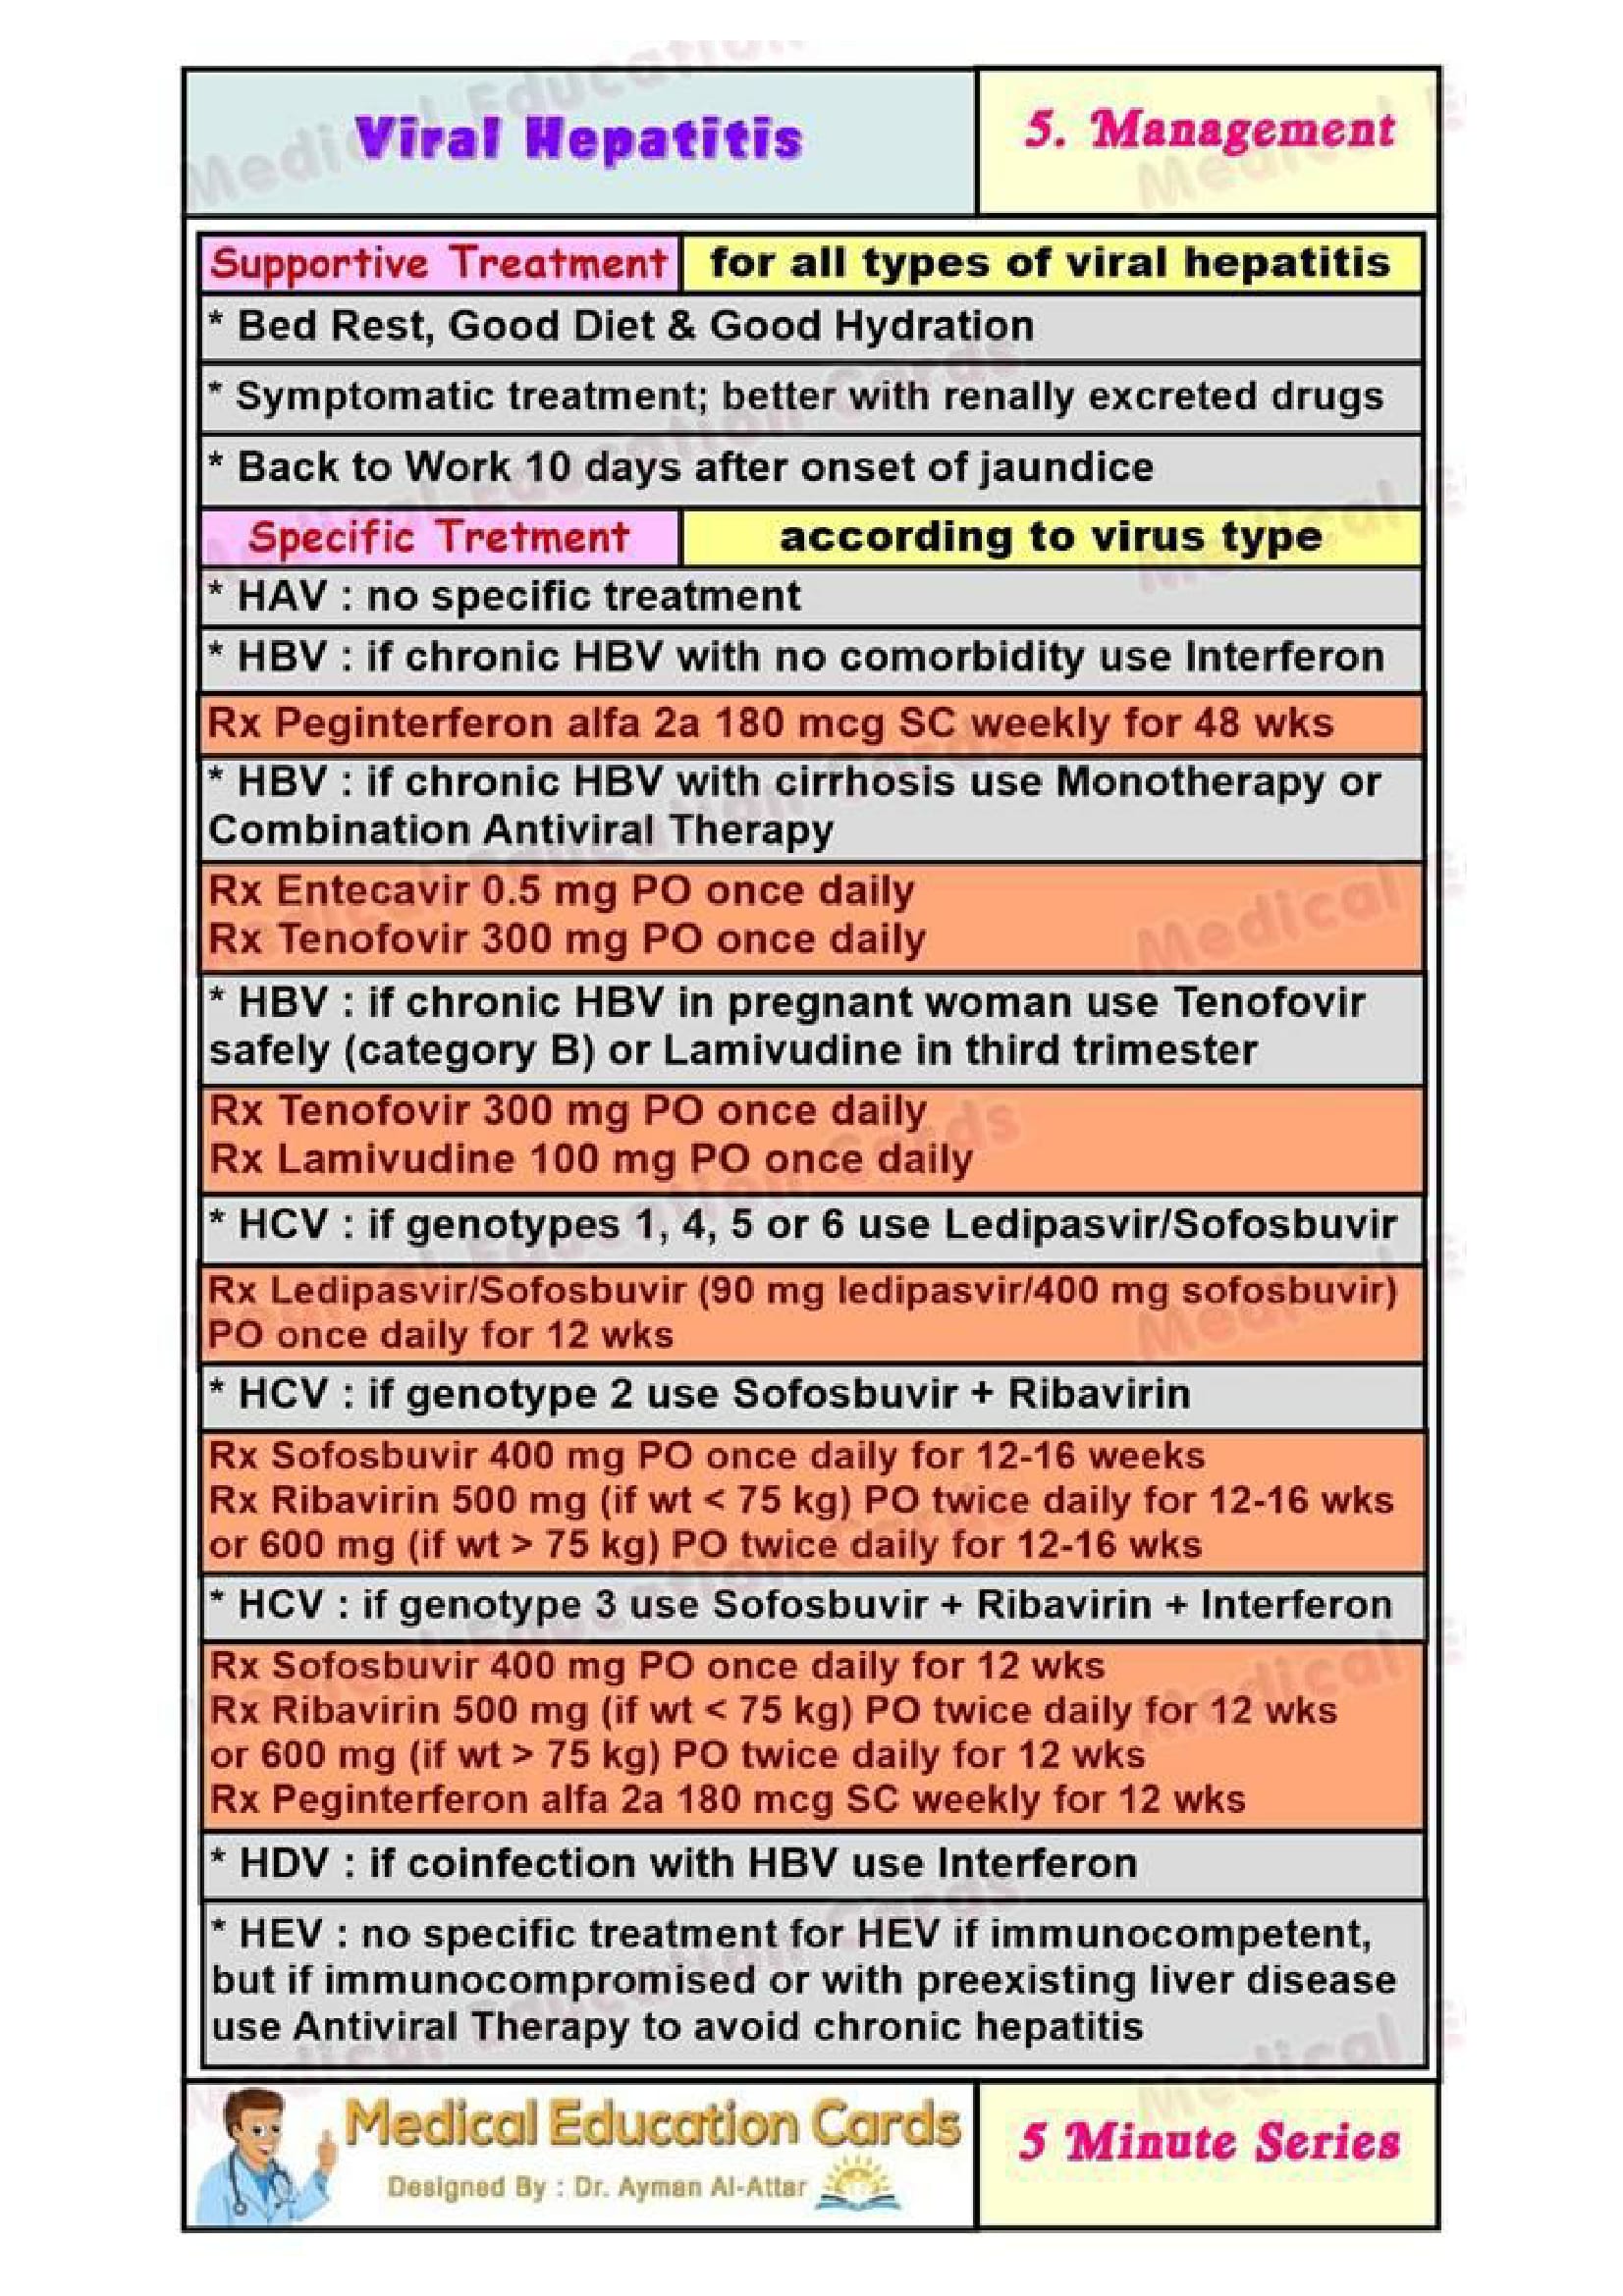 Viral Hepatitis
5. Management
Supportive Treatment
for all types of viral hepatitis
* Bed Rest, Good Diet & Good Hydration
* Symptomatic treatment; better with renally excreted drugs
* Back to Work 10 days after onset of jaundice
Specific Tretment
according to virus type
* HAV : no specific treatment
* HBV : if chronic HBV with no comorbidity use Interferon
Rx Peginterferon alfa 2a 180 mcg SC weekly for 48 wks
* HBV : if chronic HBV with cirrhosis use Monotherapy or
Combination Antiviral Therapy
Rx Entecavir 0.5 mg PO once daily
Rx Tenofovir 300 mg PO once daily
* HBV : if chronic HBV in pregnant woman use Tenofovir
safely (category B) or Lamivudine in third trimester
Rx Tenofovir 300 mg PO once daily
Rx Lamivudine 100 mg PO once daily
* HCV : if genotypes 1, 4, 5 or 6 use Ledipasvir/Sofosbuvir
Rx Ledipasvir/Sofosbuvir (90 mg ledipasvir/400 mg sofosbuvir)
PO once daily for 12 wks
* HCV : if genotype 2 use Sofosbuvir + Ribavirin
Rx Sofosbuvir 400 mg PO once daily for 12-16 weeks
Rx Ribavirin 500 mg (if wt < 75 kg) PO twice daily for 12-16 wks
or 600 mg (if wt > 75 kg) PO twice daily for 12-16 wks
* HCV : if genotype 3 use Sofosbuvir + Ribavirin + Interferon
Rx Sofosbuvir 400 mg PO once daily for 12 wks
Rx Ribavirin 500 mg (if wt < 75 kg) PO twice daily for 12 wks
or 600 mg (if wt > 75 kg) PO twice daily for 12 wks
Rx Peginterferon alfa 2a 180 mcg SC weekly for 12 wks
* HDV : if coinfection with HBV use Interferon
* HEV : no specific treatment for HEV if immunocompetent,
but if immunocompromised or with preexisting liver disease
use Antiviral Therapy to avoid chronic hepatitis
Medical Education Cards
Designed By : Dr. Ayman Al-Attar
5 Minute Series